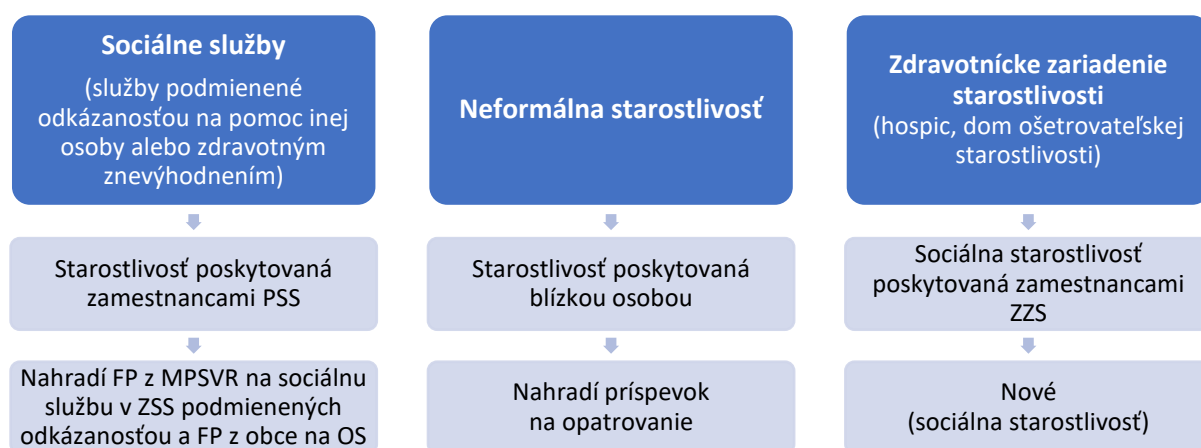 Sociálne služby
(služby podmienené
odkázanosťou na pomoc inej
osoby alebo zdravotným
znevýhodnením)
Starostlivosť poskytovaná
zamestnancami PSS
Nahradí FP z MPSVR na sociálnu
službu v ZSS podmienených
odkázanosťou a FP z obce na OS
Neformálna starostlivosť
Starostlivosť poskytovaná
blízkou osobou
Nahradí príspevok
na opatrovanie
Zdravotnícke zariadenie
starostlivosti
(hospic, dom ošetrovateľskej
starostlivosti)
Sociálna starostlivosť
poskytovaná zamestnancami
ZZS
Nové
(sociálna starostlivosť)